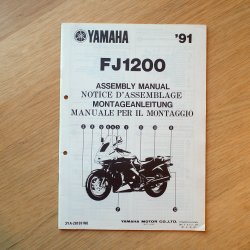 YAMAHA '91
FJ1200
ASSEMBLY MANUAL
NOTICE D'ASSEMBLAGE
MONTAGEANLEITUNG
MANUALE PER IL MONTAGGIO
YAMAHA MOTOR CO., LTD.